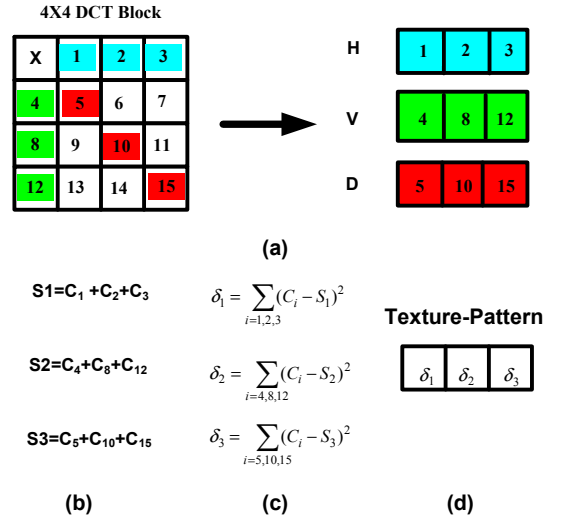 4X4 DCT Block
X 1 2 3
4 5 6 7
8 9 10 11
12 13 14 15
H 1 2 3
V 4 8 12
D 5 10 15
(a)
S1=C₁ +C₂+C₃
δ₁ = ∑(Cᵢ − S₁)²
i=1,2,3
S2=C₄+C₈+C₁₂
δ₂ = ∑(Cᵢ − S₂)²
i=4,8,12
S3=C₅+C₁₀+C₁₅
δ₃ = ∑(Cᵢ − S₃)²
i=5,10,15
Texture-Pattern
δ₁ δ₂ δ₃
(b) (c) (d)